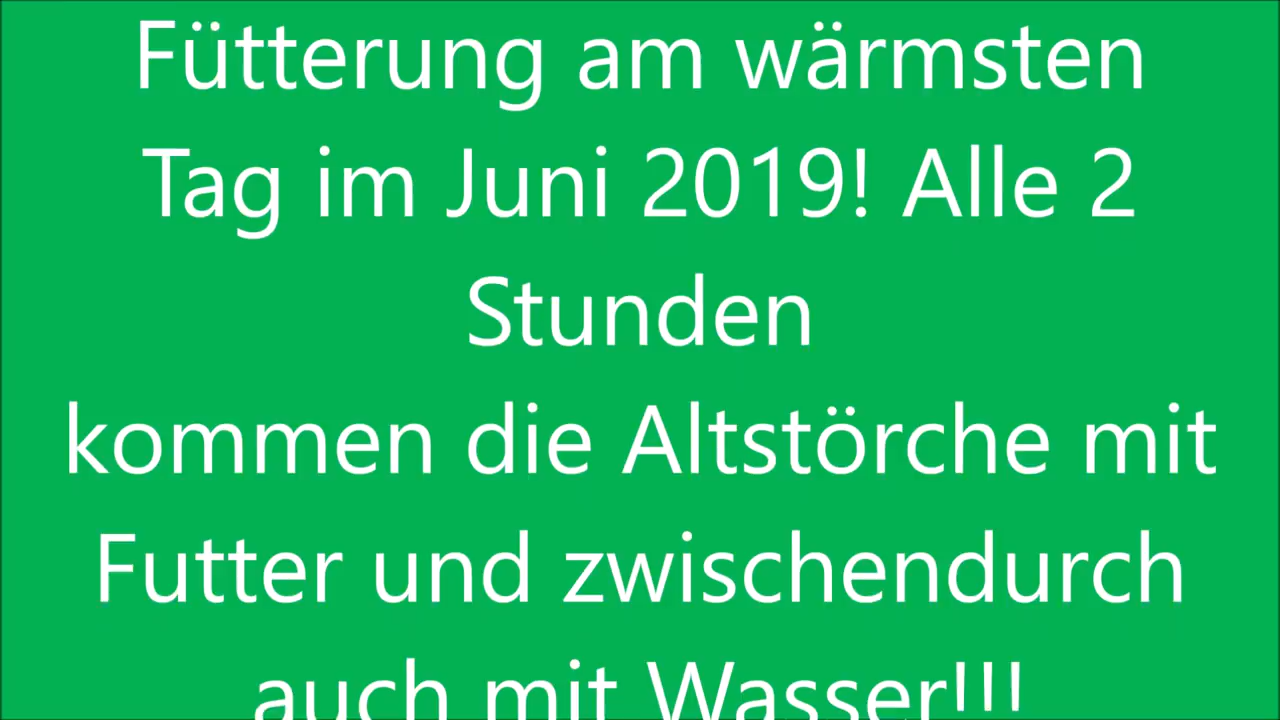 Fütterung am wärmsten
Tag im Juni 2019! Alle 2
Stunden
kommen die Altstörche mit
Futter und zwischendurch
auch mit Wasser!!!